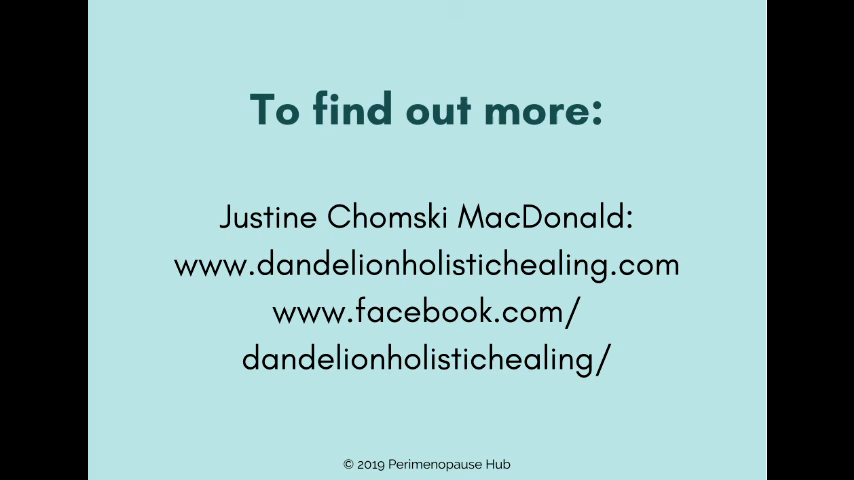 To find out more:
Justine Chomski MacDonald:
www.dandelionholistichealing.com
www.facebook.com/
dandelionholistichealing/
© 2019 Perimenopause Hub